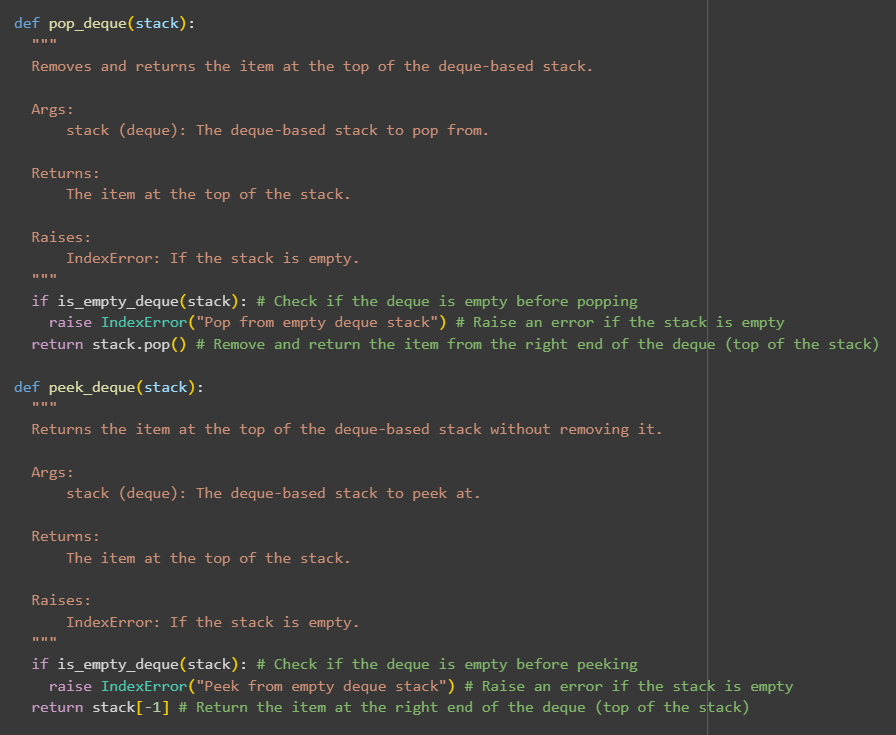 def pop_deque(stack):
  """
  Removes and returns the item at the top of the deque-based stack.

  Args:
      stack (deque): The deque-based stack to pop from.

  Returns:
      The item at the top of the stack.

  Raises:
      IndexError: If the stack is empty.
  """
  if is_empty_deque(stack): # Check if the deque is empty before popping
    raise IndexError("Pop from empty deque stack") # Raise an error if the stack is empty
  return stack.pop() # Remove and return the item from the right end of the deque (top of the stack)

def peek_deque(stack):
  """
  Returns the item at the top of the deque-based stack without removing it.

  Args:
      stack (deque): The deque-based stack to peek at.

  Returns:
      The item at the top of the stack.

  Raises:
      IndexError: If the stack is empty.
  """
  if is_empty_deque(stack): # Check if the deque is empty before peeking
    raise IndexError("Peek from empty deque stack") # Raise an error if the stack is empty
  return stack[-1] # Return the item at the right end of the deque (top of the stack)